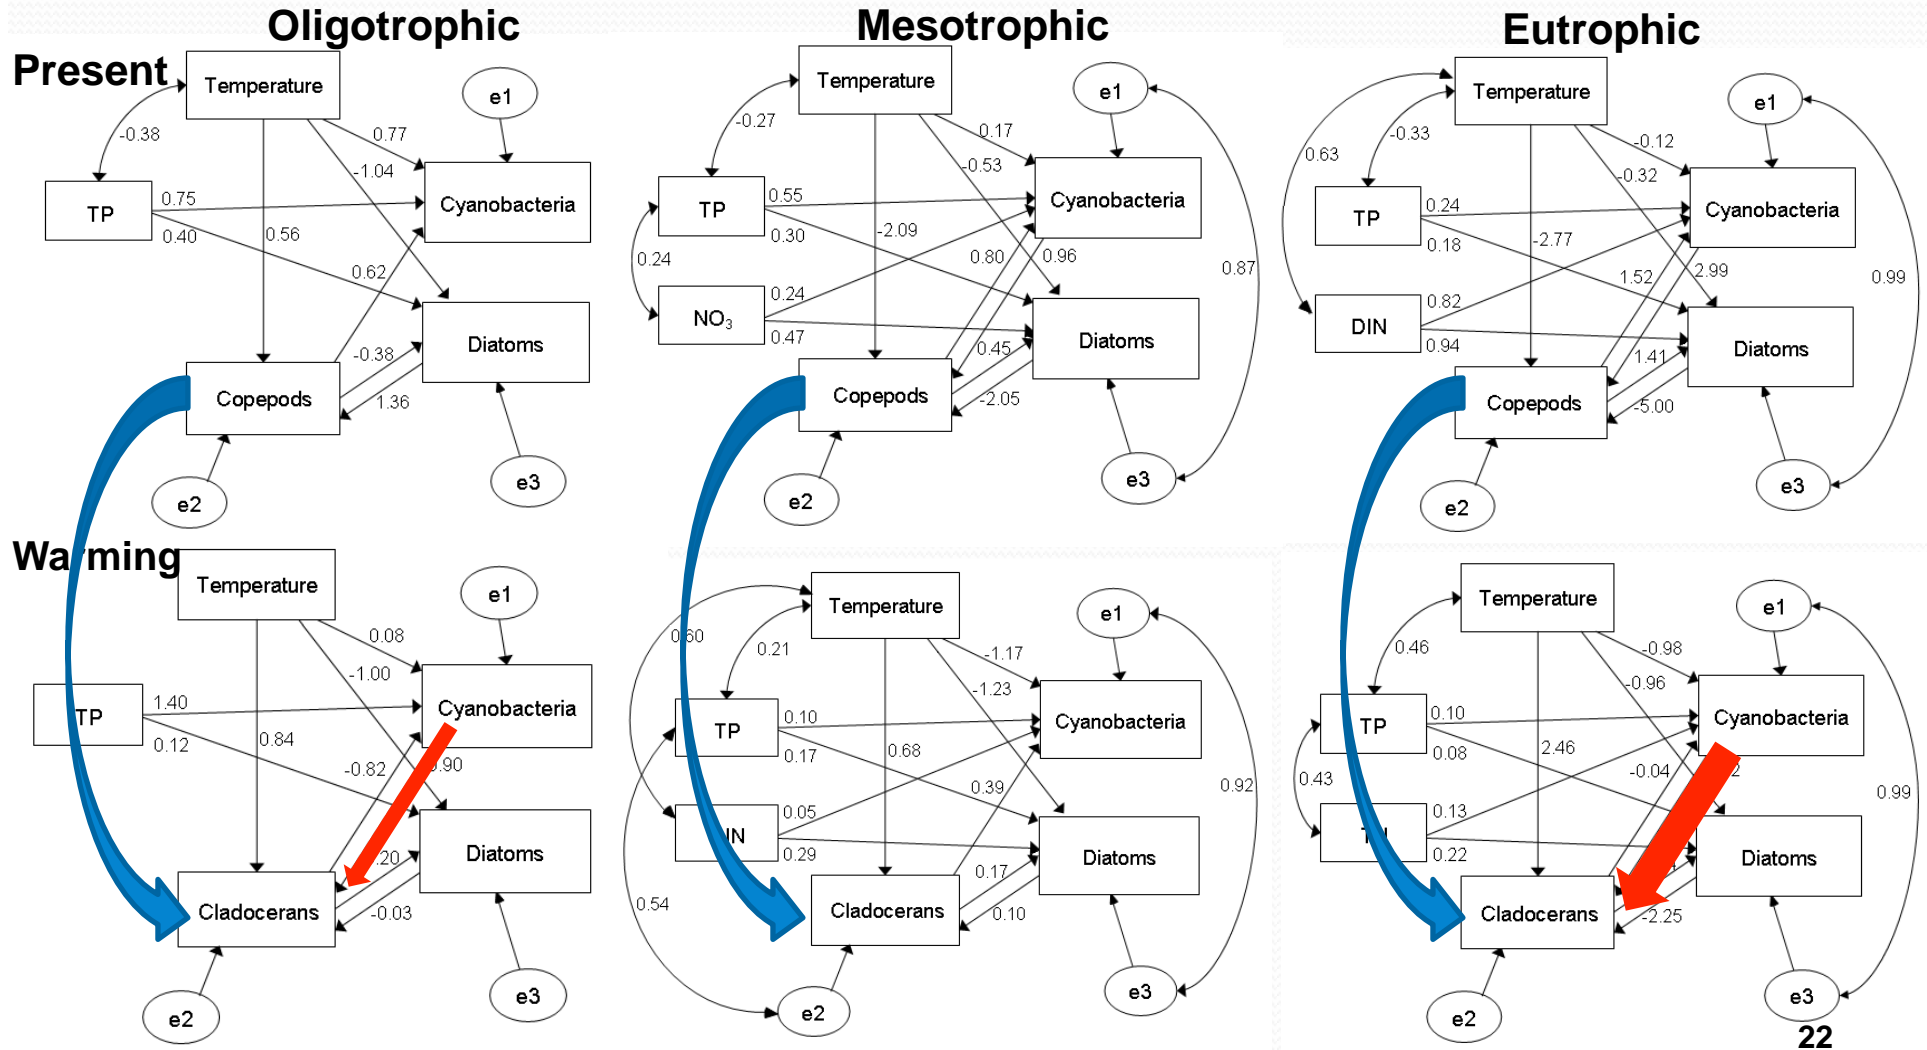 Oligotrophic
Mesotrophic
Eutrophic
Present
Temperature
e1
-0.38
0.77
-1.04
TP
0.75
0.40
Cyanobacteria
0.56
0.62
Diatoms
-0.38
1.36
Copepods
e2
e3
Temperature
e1
-0.27
0.17
-0.53
TP
0.55
0.30
Cyanobacteria
-2.09
0.80
0.96
0.87
0.24
NO₃
0.24
0.47
Diatoms
0.45
-2.05
Copepods
e2
e3
Temperature
e1
0.63
-0.33
-0.12
-0.32
TP
0.24
0.18
Cyanobacteria
-2.77
1.52
2.99
0.99
DIN
0.82
0.94
Diatoms
1.41
-5.00
Copepods
e2
e3
Warming
Temperature
e1
0.08
-1.00
TP
1.40
0.12
Cyanobacteria
0.84
-0.82
Diatoms
-0.03
Cladocerans
e2
e3
Temperature
e1
0.60
0.21
-1.17
-1.23
TP
0.10
0.17
Cyanobacteria
0.68
0.39
0.92
0.05
0.29
Diatoms
0.17
0.10
0.54
Cladocerans
e2
e3
Temperature
e1
0.46
-0.98
-0.96
TP
0.10
0.08
Cyanobacteria
2.46
-0.04
0.99
0.43
0.13
0.22
Diatoms
-2.25
Cladocerans
e2
e3
22